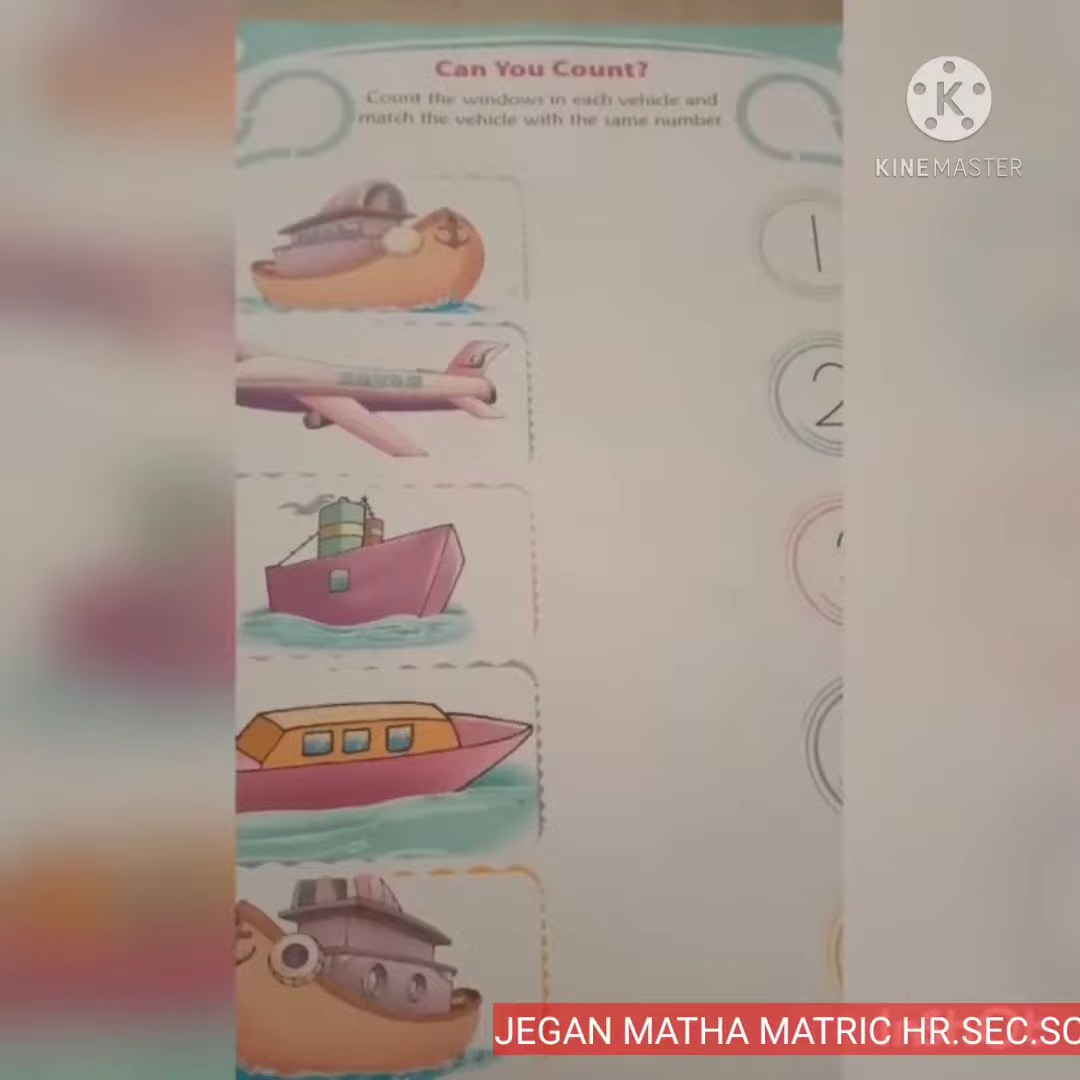 Can You Count?
Count the windows in each vehicle and
match the vehicle with the same number.
KINEMASTER
1
2
JEGAN MATHA MATRIC HR.SEC.SC